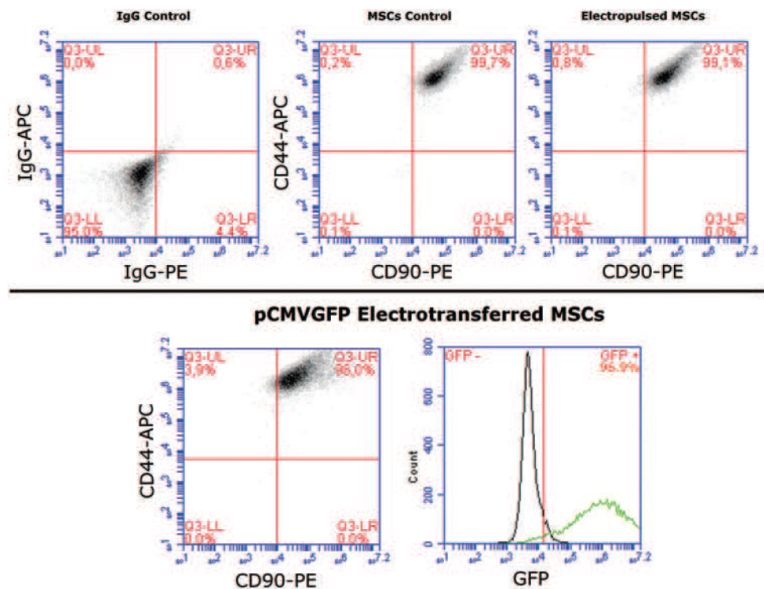 IgG Control
MSCs Control
Electropulsed MSCs
Q3-UL
0,0%
Q3-UR
0,6%
Q3-LL
95,0%
Q3-LR
4,4%
IgG-APC
IgG-PE
Q3-UL
0,2%
Q3-UR
99,7%
Q3-LL
0,1%
Q3-LR
0,0%
CD44-APC
CD90-PE
Q3-UL
0,8%
Q3-UR
99,1%
Q3-LL
0,1%
Q3-LR
0,0%
CD90-PE
pCMVGFP Electrotransferred MSCs
Q3-UL
3,9%
Q3-UR
96,0%
Q3-LL
0,0%
Q3-LR
0,0%
CD44-APC
CD90-PE
GFP -
GFP +
96,9%
800
600
400
200
0
Count
GFP